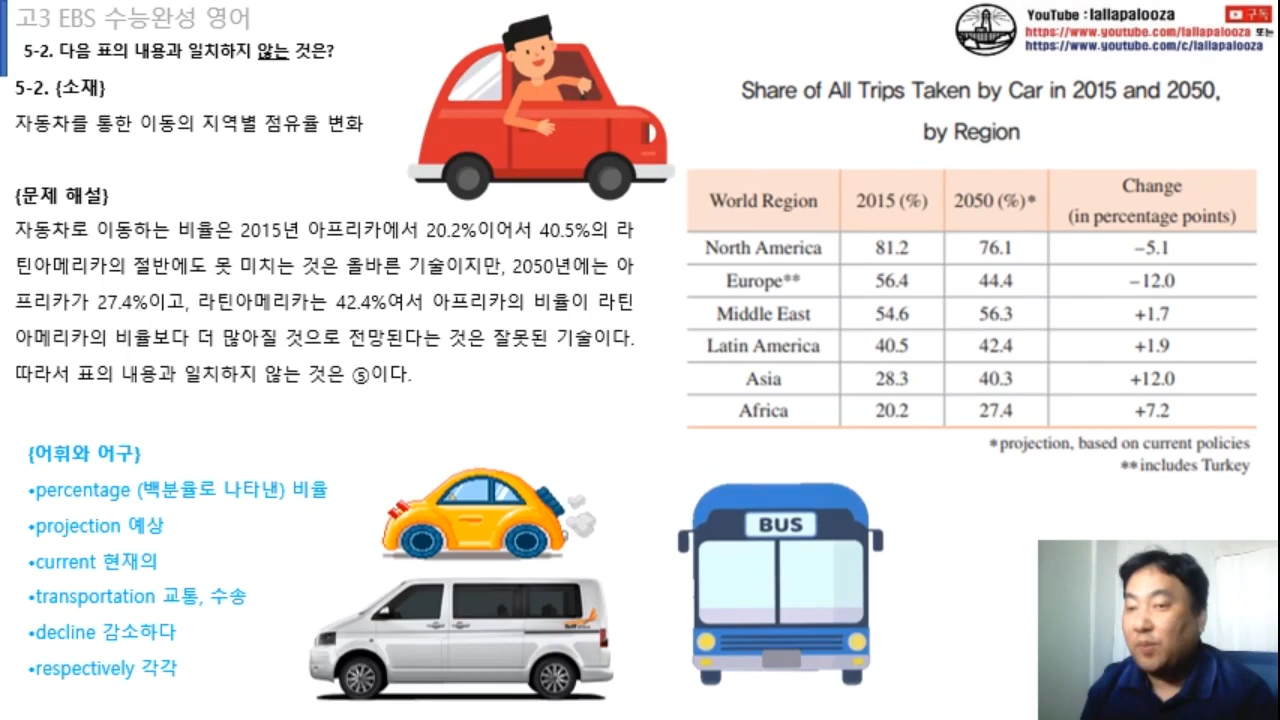 고3 EBS 수능완성 영어
5-2. 다음 표의 내용과 일치하지 않는 것은?
5-2. {소재}
자동차를 통한 이동의 지역별 점유율 변화
{문제 해설}
자동차로 이동하는 비율은 2015년 아프리카에서 20.2%이어서 40.5%의 라
틴아메리카의 절반에도 못 미치는 것은 올바른 기술이지만, 2050년에는 아
프리카가 27.4%이고, 라틴아메리카는 42.4%여서 아프리카의 비율이 라틴
아메리카의 비율보다 더 많아질 것으로 전망된다는 것은 잘못된 기술이다.
따라서 표의 내용과 일치하지 않는 것은 ⑤이다.
{어휘와 어구}
•percentage (백분율로 나타낸) 비율
•projection 예상
•current 현재의
•transportation 교통, 수송
•decline 감소하다
•respectively 각각
YouTube : lallapalooza 구독
https://www.youtube.com/lallapalooza 또는
https://www.youtube.com/c/lallapalooza
Share of All Trips Taken by Car in 2015 and 2050,
by Region
World Region 2015 (%) 2050 (%)* Change
(in percentage points)
North America 81.2 76.1 −5.1
Europe** 56.4 44.4 −12.0
Middle East 54.6 56.3 +1.7
Latin America 40.5 42.4 +1.9
Asia 28.3 40.3 +12.0
Africa 20.2 27.4 +7.2
*projection, based on current policies
**includes Turkey
BUS